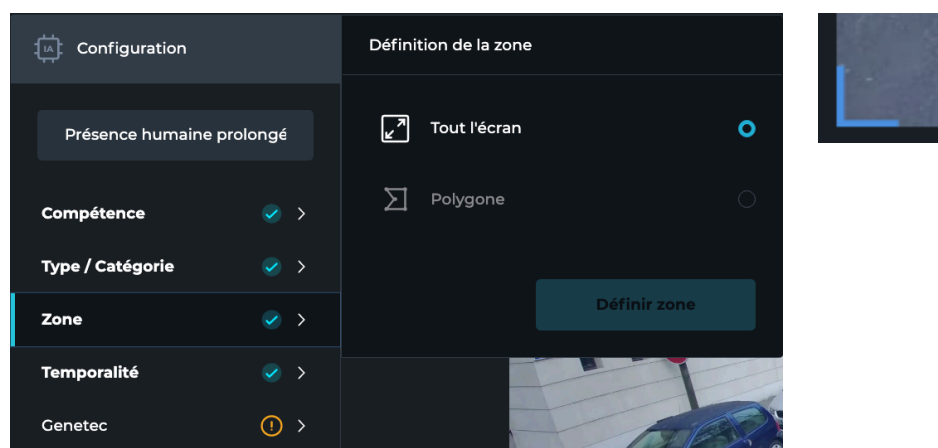 IA
Configuration
Présence humaine prolongé
Compétence
Type / Catégorie
Zone
Temporalité
Genetec
Définition de la zone
Tout l'écran
Polygone
Définir zone